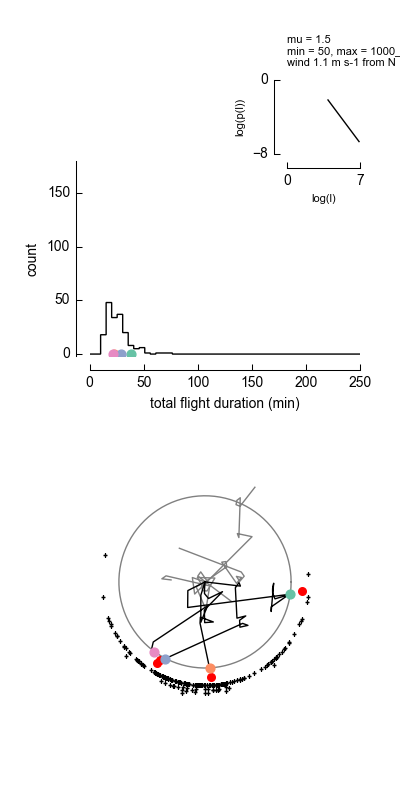 mu = 1.5
min = 50, max = 1000_
wind 1.1 m s-1 from N
0
log(p(l))
−8
0
7
log(l)
150
100
50
0
count
0
50
100
150
200
250
total flight duration (min)